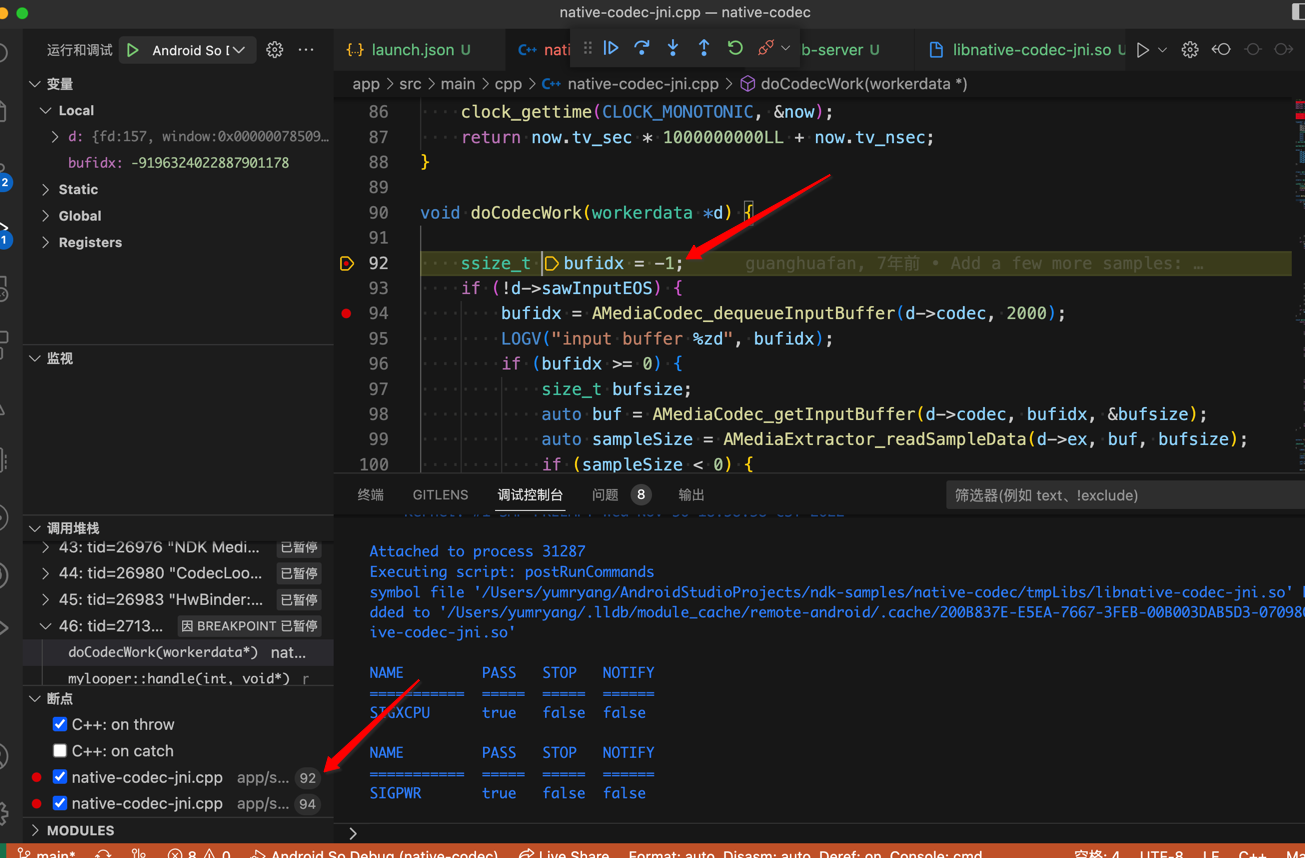 native-codec-jni.cpp — native-codec
运行和调试
Android So [
launch.json U
nati
b-server U
libnative-codec-jni.so U
app > src > main > cpp > native-codec-jni.cpp > doCodecWork(workerdata *)
变量
Local
d: {fd:157, window:0x00000078509…
bufidx: -9196324022887901178
Static
Global
Registers
监视
86 clock_gettime(CLOCK_MONOTONIC, &now);
87 return now.tv_sec * 1000000000LL + now.tv_nsec;
88 }
89
90 void doCodecWork(workerdata *d) {
91
92 ssize_t bufidx = -1; guanghuafan, 7年前 • Add a few more samples: …
93 if (!d->sawInputEOS) {
94 bufidx = AMediaCodec_dequeueInputBuffer(d->codec, 2000);
95 LOGV("input buffer %zd", bufidx);
96 if (bufidx >= 0) {
97 size_t bufsize;
98 auto buf = AMediaCodec_getInputBuffer(d->codec, bufidx, &bufsize);
99 auto sampleSize = AMediaExtractor_readSampleData(d->ex, buf, bufsize);
100 if (sampleSize < 0) {
终端 GITLENS 调试控制台 问题 8 输出
筛选器(例如 text、!exclude)
Attached to process 31287
Executing script: postRunCommands
symbol file '/Users/yumryang/AndroidStudioProjects/ndk-samples/native-codec/tmpLibs/libnative-codec-jni.so'
dded to '/Users/yumryang/.lldb/module_cache/remote-android/.cache/200B837E-E5EA-7667-3FEB-00B003DAB5D3-070980
ive-codec-jni.so'
NAME PASS STOP NOTIFY
=========== ===== ===== ======
SIGXCPU true false false
NAME PASS STOP NOTIFY
=========== ===== ===== ======
SIGPWR true false false
调用堆栈
43: tid=26976 "NDK Medi... 已暂停
44: tid=26980 "CodecLoo... 已暂停
45: tid=26983 "HwBinder:... 已暂停
46: tid=2713... 因 BREAKPOINT 已暂停
doCodecWork(workerdata*) nat...
mylooper::handle(int, void*) r
断点
C++: on throw
C++: on catch
native-codec-jni.cpp app/s... 92
native-codec-jni.cpp app/s... 94
MODULES
2
1
main* 8 0 Android So Debug (native-codec) Live Share Format: auto, Disasm: auto, Deref: on, Console: cmd 空格: 4 UTF-8 LF C++